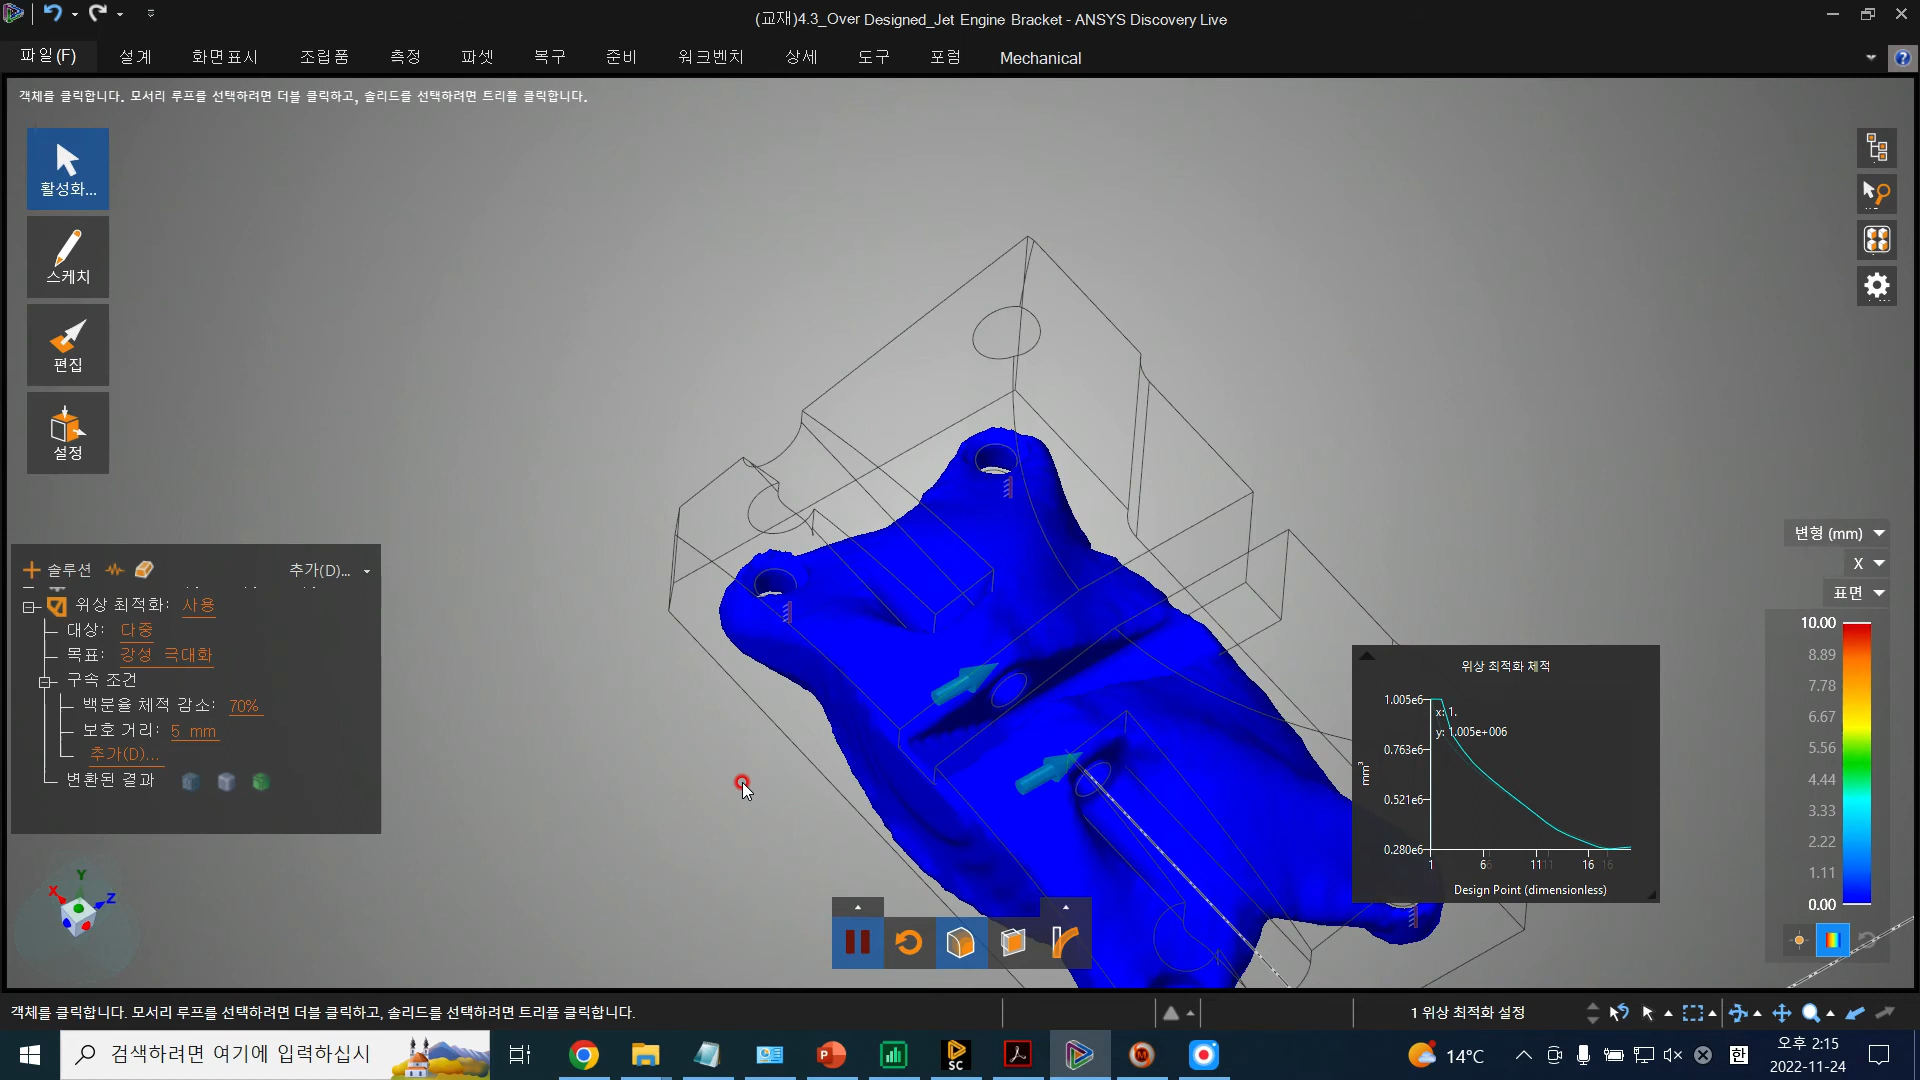 (교재)4.3_Over Designed_Jet Engine Bracket - ANSYS Discovery Live
파일(F) 설계 화면표시 조립품 측정 파셋 복구 준비 워크벤치 상세 도구 포럼 Mechanical
객체를 클릭합니다. 모서리 루프를 선택하려면 더블 클릭하고, 솔리드를 선택하려면 트리플 클릭합니다.
활성화...
스케치
편집
설정
솔루션 추가(D)...
위상 최적화: 사용
대상: 다중
목표: 강성 극대화
구속 조건
백분율 체적 감소: 70%
보호 거리: 5 mm
추가(D)...
변환된 결과
Y
X
Z
변형 (mm)
X
표면
10.00
8.89
7.78
6.67
5.56
4.44
3.33
2.22
1.11
0.00
위상 최적화 체적
1.005e6
x: 1.
y: 1.005e+006
0.763e6
mm³
0.521e6
0.280e6
1 6 11 16
Design Point (dimensionless)
객체를 클릭합니다. 모서리 루프를 선택하려면 더블 클릭하고, 솔리드를 선택하려면 트리플 클릭합니다.
1 위상 최적화 설정
검색하려면 여기에 입력하십시
SC
14°C
한
오후 2:15
2022-11-24